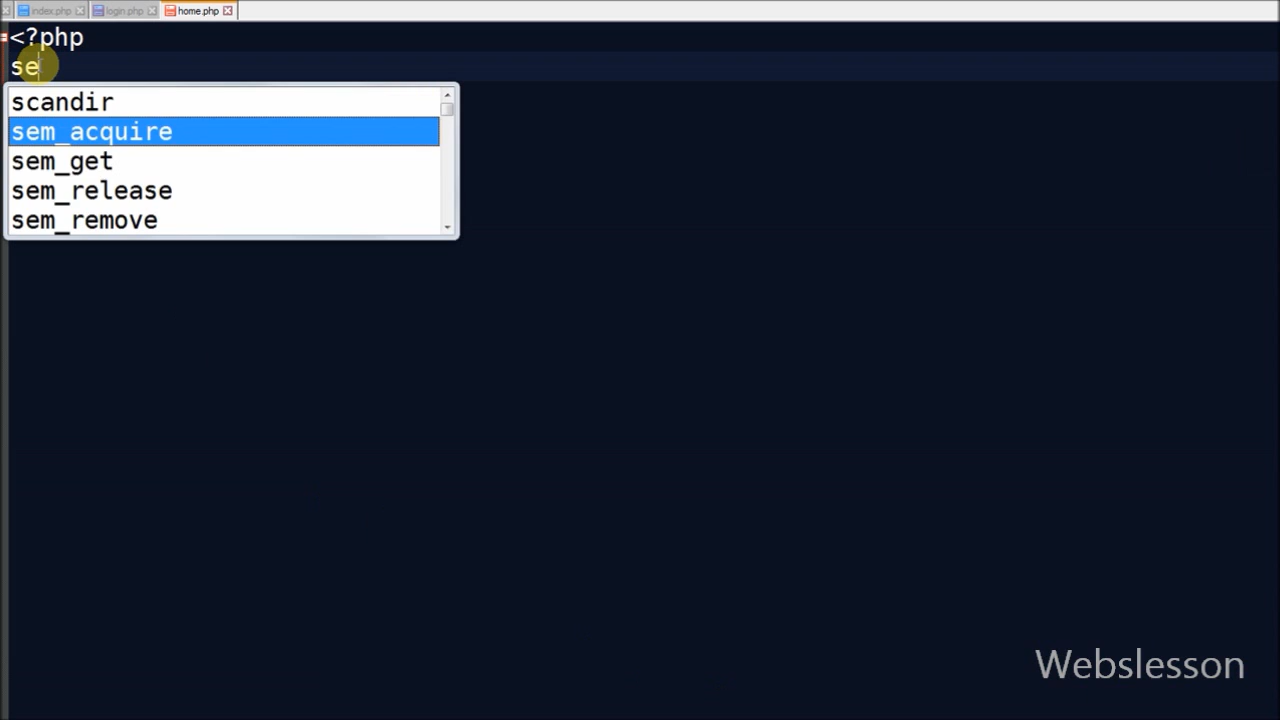 index.php login.php home.php
<?php
se
scandir
sem_acquire
sem_get
sem_release
sem_remove
Webslesson